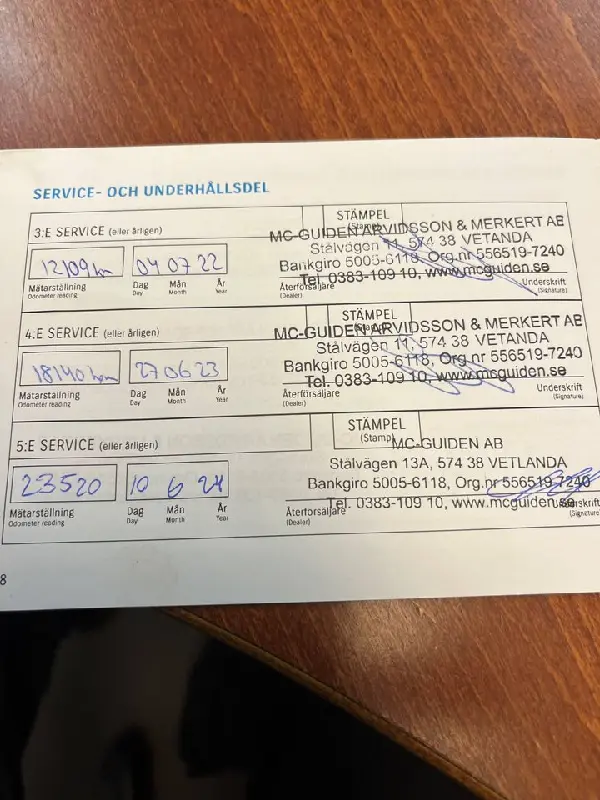 SERVICE- OCH UNDERHÅLLSDEL
3:E SERVICE (eller årligen)
STÄMPEL
(Stamp)
MC-GUIDEN ARVIDSSON & MERKERT AB
Stålvägen 11, 574 38 VETANDA
Bankgiro 5005-6118, Org.nr 556519-7240
Tel. 0383-109 10, www.mcguiden.se
12109 km
04 07 22
Mätarställning
Odometer reading
Dag
Day
Mån
Month
År
Year
Återförsäljare
(Dealer)
Underskrift
(Signature)
4:E SERVICE (eller årligen)
STÄMPEL
(Stamp)
MC-GUIDEN ARVIDSSON & MERKERT AB
Stålvägen 11, 574 38 VETANDA
Bankgiro 5005-6118, Org.nr 556519-7240
Tel. 0383-109 10, www.mcguiden.se
18140 km
27 06 23
Mätarställning
Odometer reading
Dag
Day
Mån
Month
År
Year
Återförsäljare
(Dealer)
Underskrift
(Signature)
5:E SERVICE (eller årligen)
STÄMPEL
(Stamp)
MC-GUIDEN AB
Stålvägen 13A, 574 38 VETLANDA
Bankgiro 5005-6118, Org.nr 556519-7240
Tel. 0383-109 10, www.mcguiden.se
23520
10 6 24
Mätarställning
Odometer reading
Dag
Day
Mån
Month
År
Year
Återförsäljare
(Dealer)
Underskrift
(Signature)
8